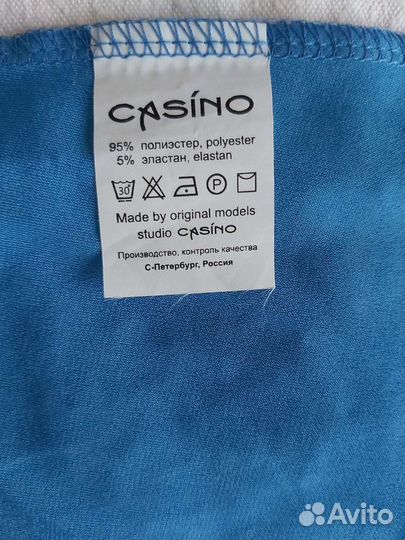 CASÍNO
95% полиэстер, polyester
5% эластан, elastan
30° P
Made by original models
studio CASÍNO
Производство, контроль качества
С-Петербург, Россия
Avito